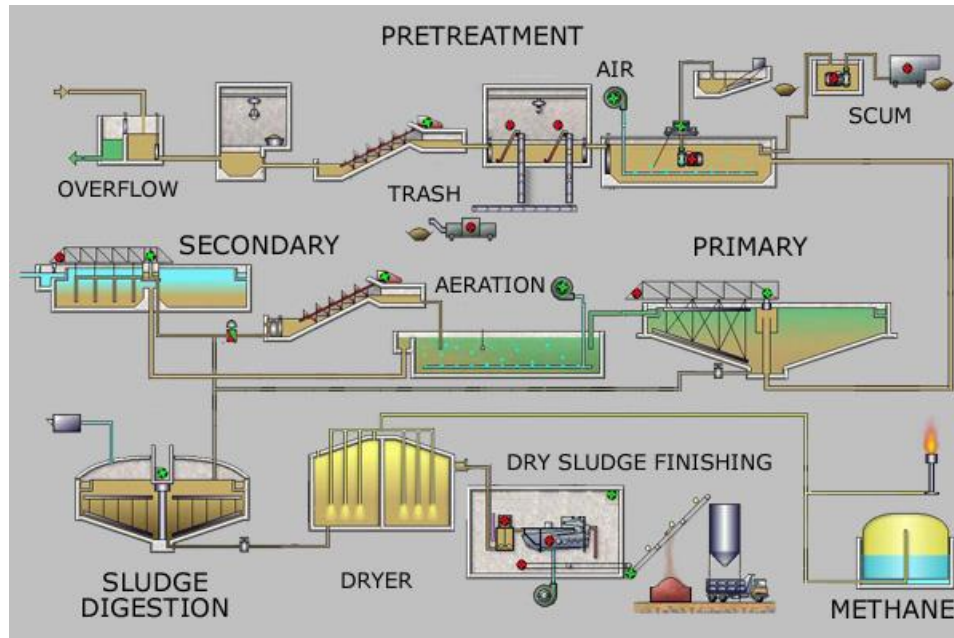 PRETREATMENT
AIR
SCUM
OVERFLOW
TRASH
SECONDARY
PRIMARY
AERATION
DRY SLUDGE FINISHING
SLUDGE
DIGESTION
DRYER
METHANE